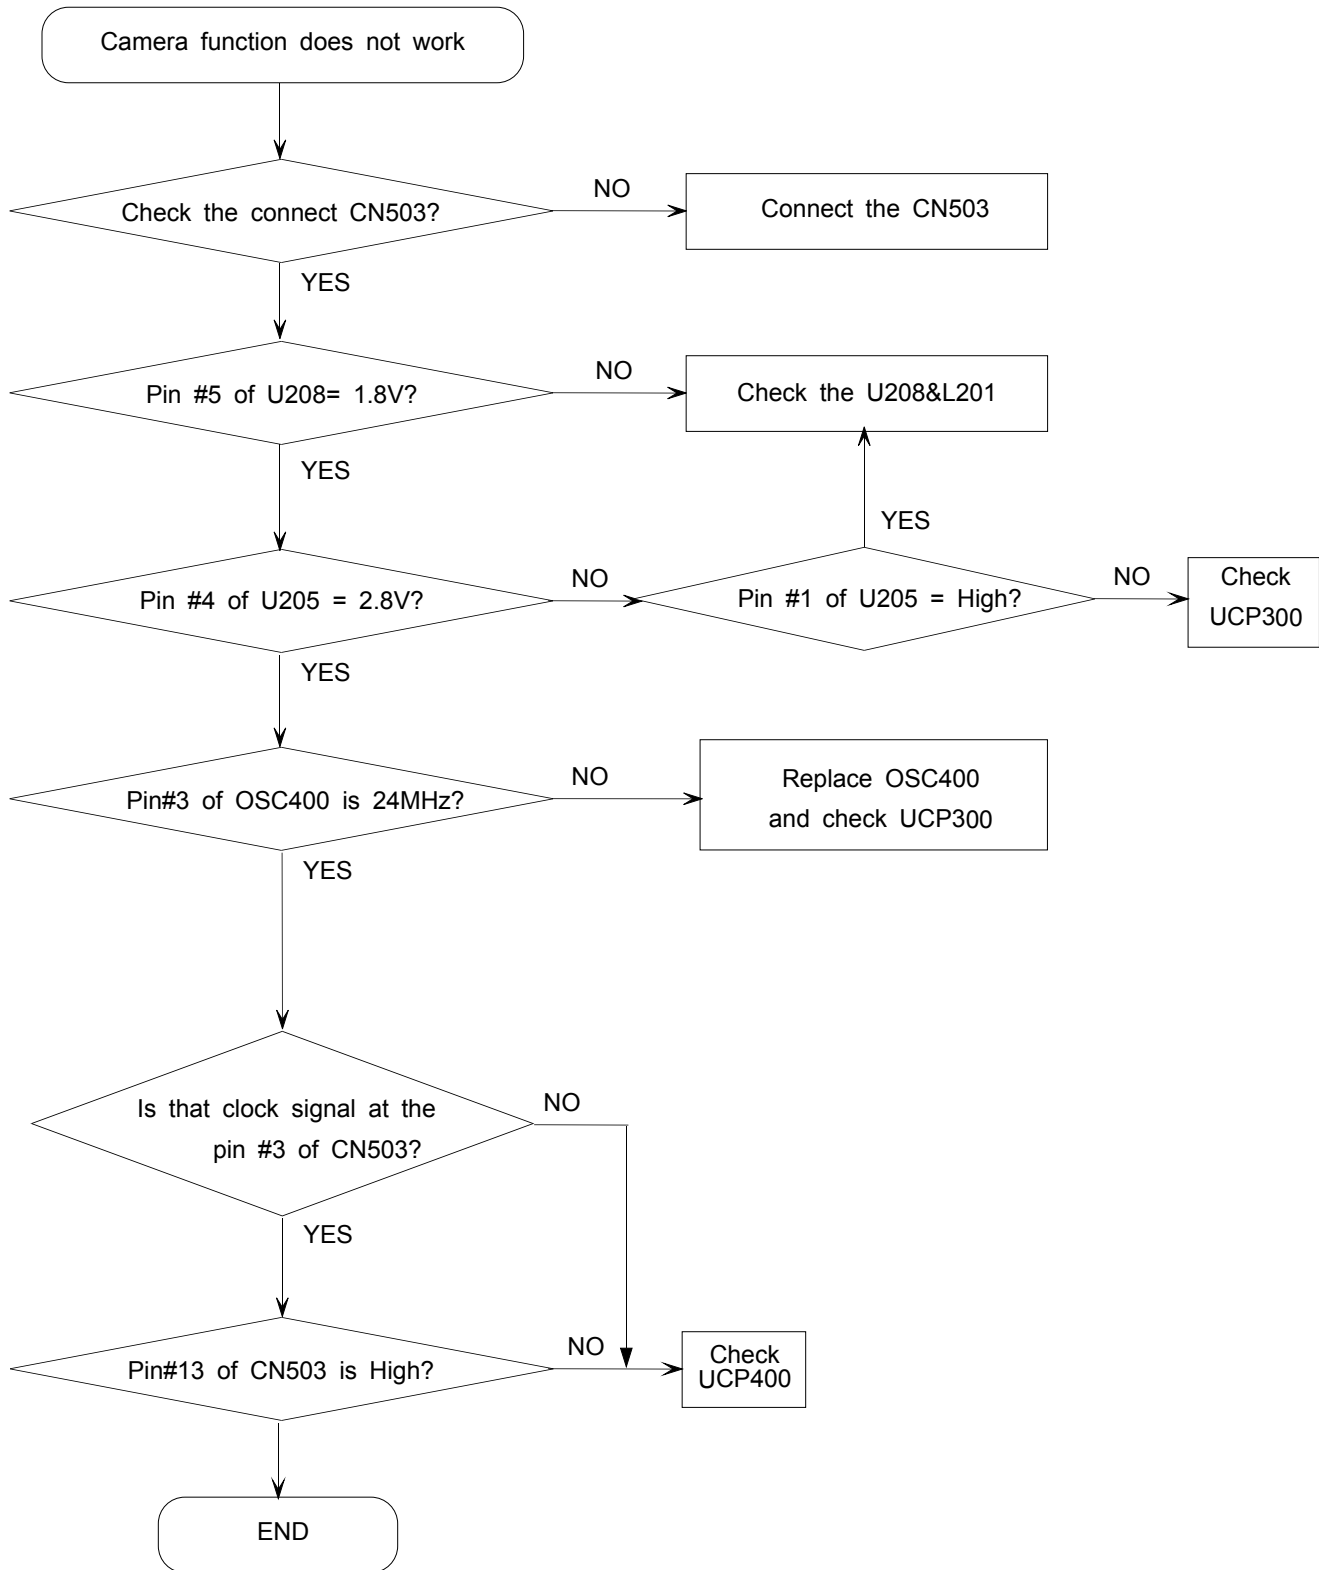 Camera function does not work
Check the connect CN503?
NO
Connect the CN503
YES
Pin #5 of U208= 1.8V?
NO
Check the U208&L201
YES
YES
Pin #4 of U205 = 2.8V?
NO
Pin #1 of U205 = High?
NO
Check
UCP300
YES
Pin#3 of OSC400 is 24MHz?
NO
Replace OSC400
and check UCP300
YES
Is that clock signal at the
pin #3 of CN503?
NO
YES
Pin#13 of CN503 is High?
NO
Check
UCP400
END